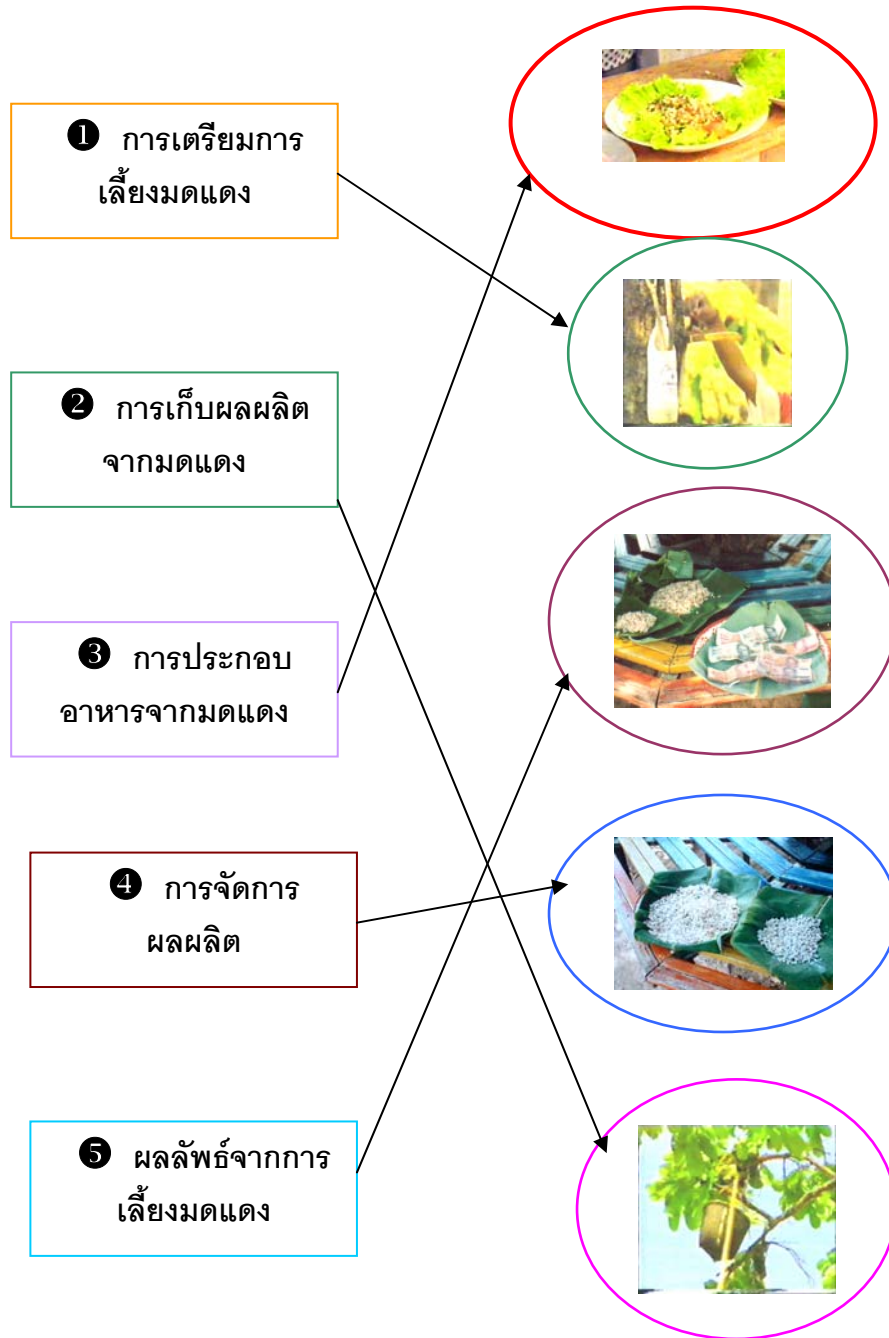 ❶ การเตรียมการ
เลี้ยงมดแดง
❷ การเก็บผลผลิต
จากมดแดง
❸ การประกอบ
อาหารจากมดแดง
❹ การจัดการ
ผลผลิต
❺ ผลลัพธ์จากการ
เลี้ยงมดแดง